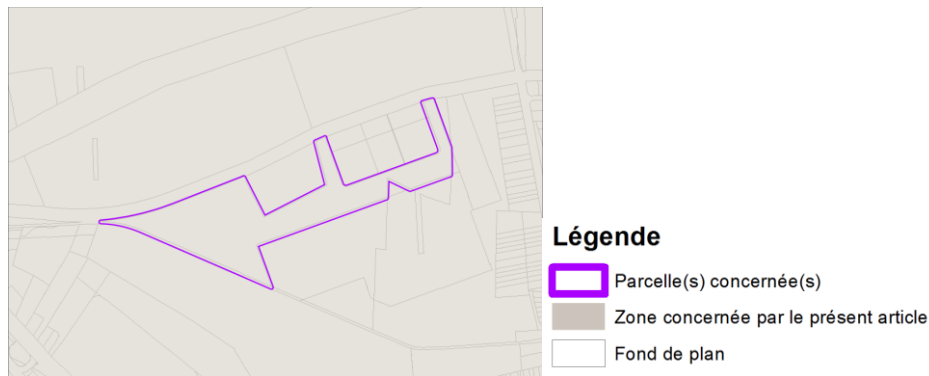 Légende
Parcelle(s) concernée(s)
Zone concernée par le présent article
Fond de plan